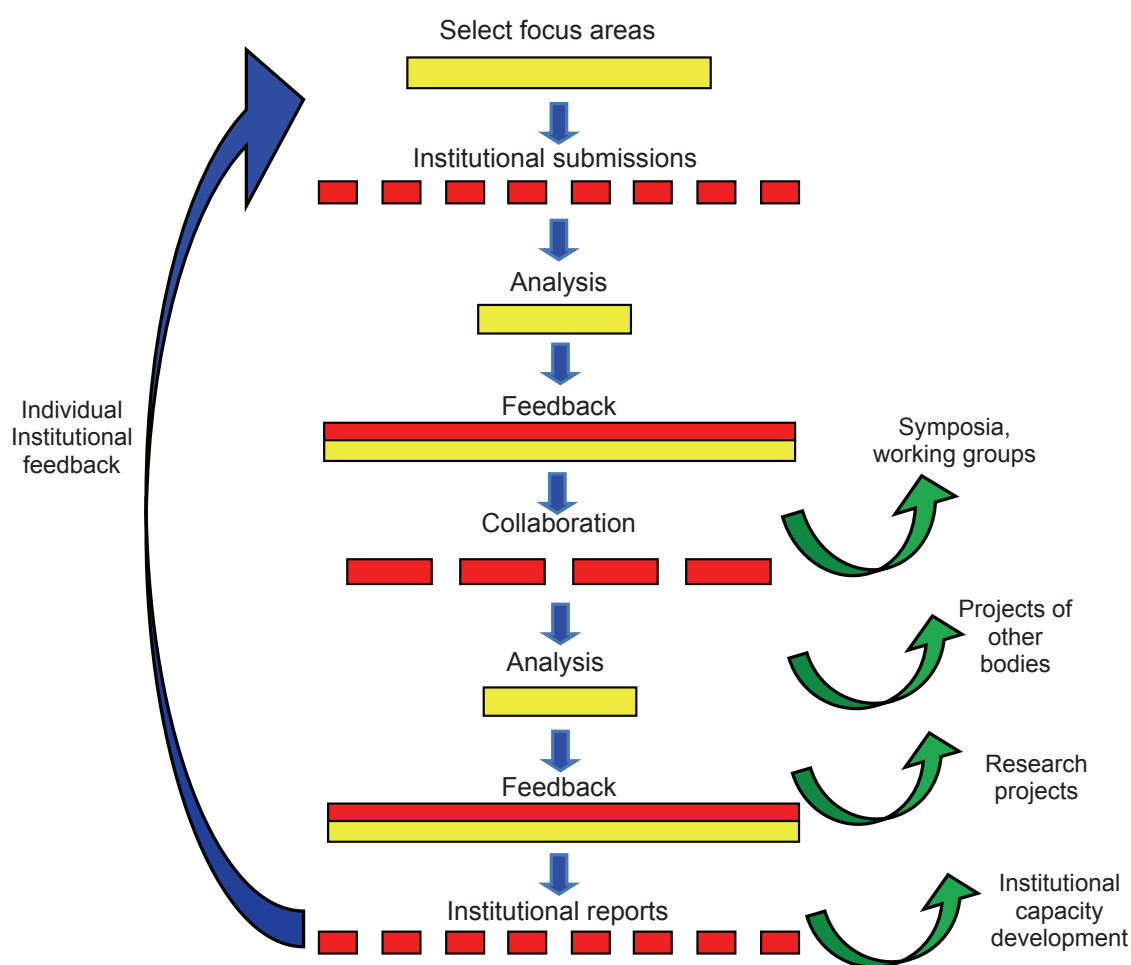 Select focus areas
Institutional submissions
Analysis
Feedback
Individual
Institutional
feedback
Symposia,
working groups
Collaboration
Projects of
other
bodies
Analysis
Research
projects
Feedback
Institutional reports
Institutional
capacity
development